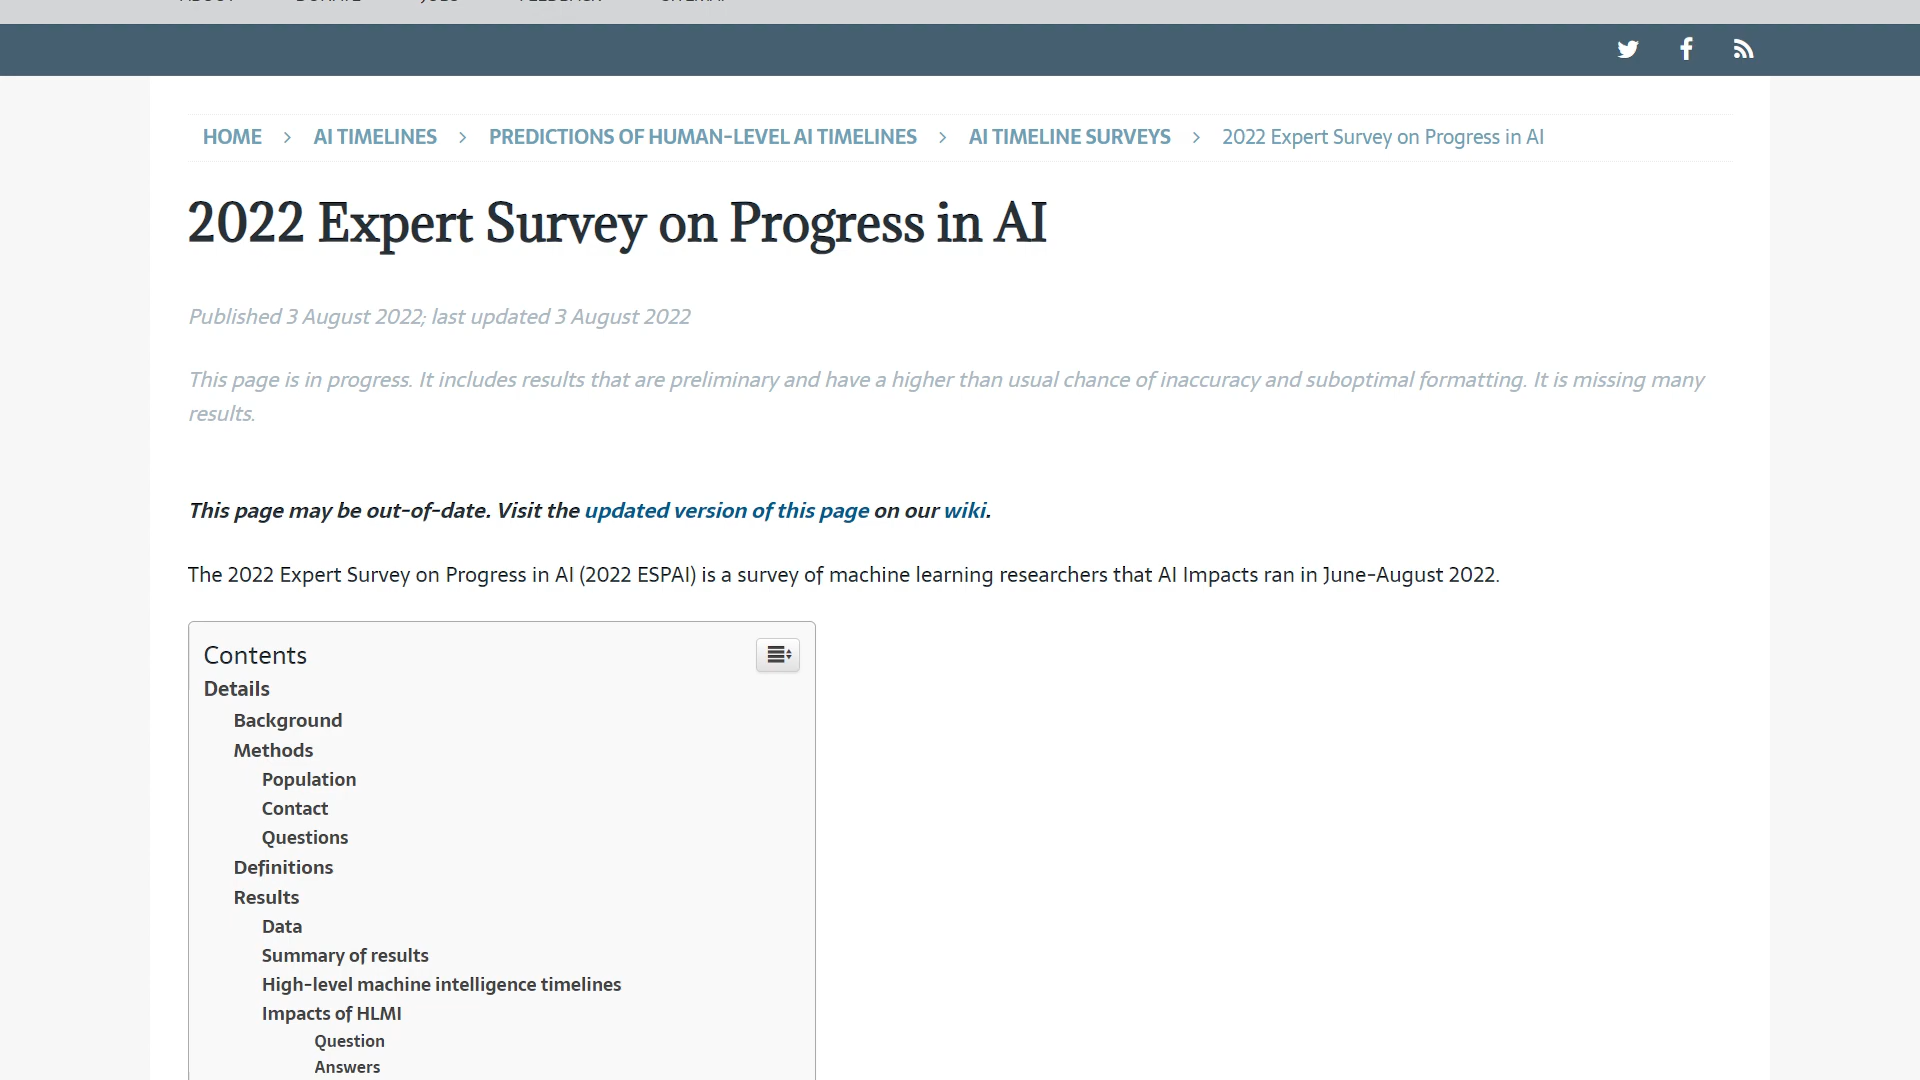 HOME > AI TIMELINES > PREDICTIONS OF HUMAN-LEVEL AI TIMELINES > AI TIMELINE SURVEYS > 2022 Expert Survey on Progress in AI
2022 Expert Survey on Progress in AI
Published 3 August 2022; last updated 3 August 2022
This page is in progress. It includes results that are preliminary and have a higher than usual chance of inaccuracy and suboptimal formatting. It is missing many
results.
This page may be out-of-date. Visit the updated version of this page on our wiki.
The 2022 Expert Survey on Progress in AI (2022 ESPAI) is a survey of machine learning researchers that AI Impacts ran in June-August 2022.
Contents
Details
Background
Methods
Population
Contact
Questions
Definitions
Results
Data
Summary of results
High-level machine intelligence timelines
Impacts of HLMI
Question
Answers